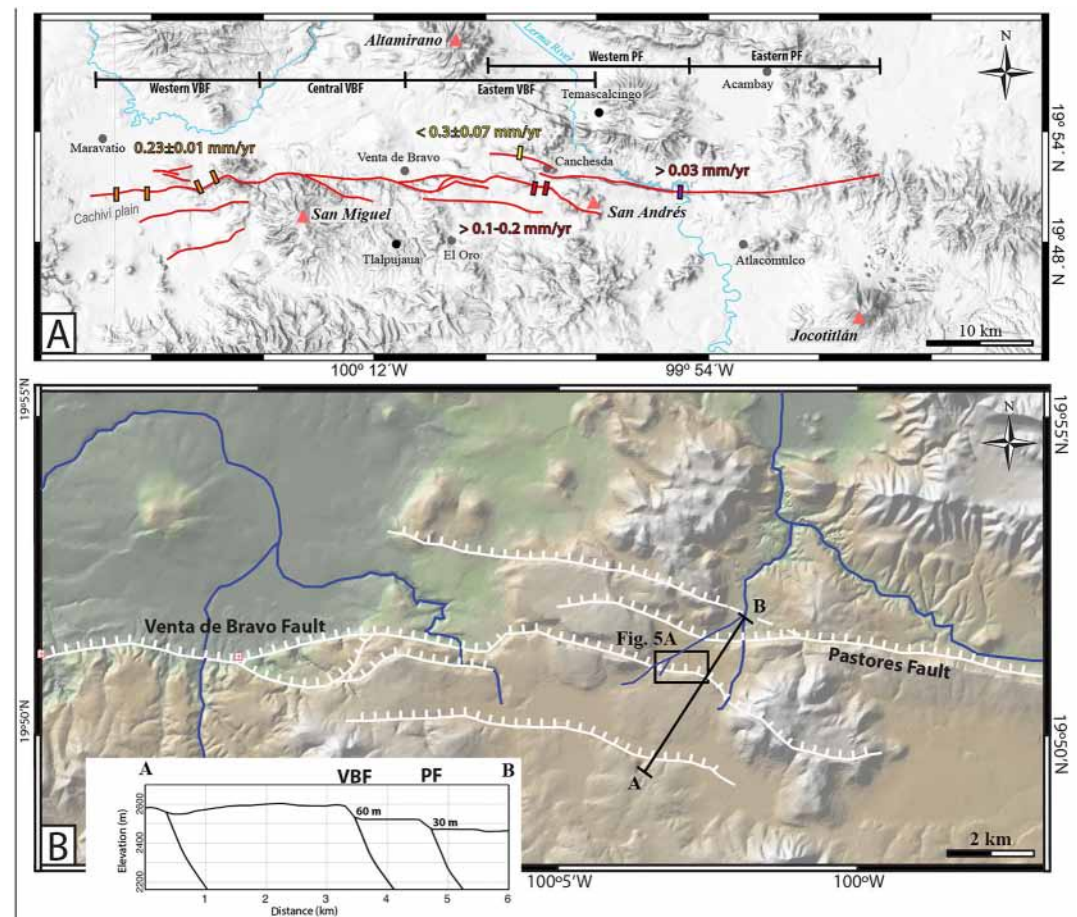 Altamirano
Lerma River
N
Western PF
Eastern PF
Acambay
Western VBF
Central VBF
Eastern VBF
Temascalcingo
19° 54´ N
Maravatio
0.23±0.01 mm/yr
< 0.3±0.07 mm/yr
Venta de Bravo
Canchesda
> 0.03 mm/yr
Cachiví plain
San Miguel
San Andrés
> 0.1-0.2 mm/yr
Tlalpujaua
El Oro
Atlacomulco
19° 48´ N
Jocotitlán
A
10 km
100° 12'W
99° 54'W
19°55'N
19°55'N
N
Venta de Bravo Fault
Fig. 5A
B
Pastores Fault
19°50'N
19°50'N
A
A
VBF
PF
B
2600
60 m
30 m
2400
2200
Elevation (m)
1
2
3
4
5
6
Distance (km)
B
2 km
100°5'W
100°W